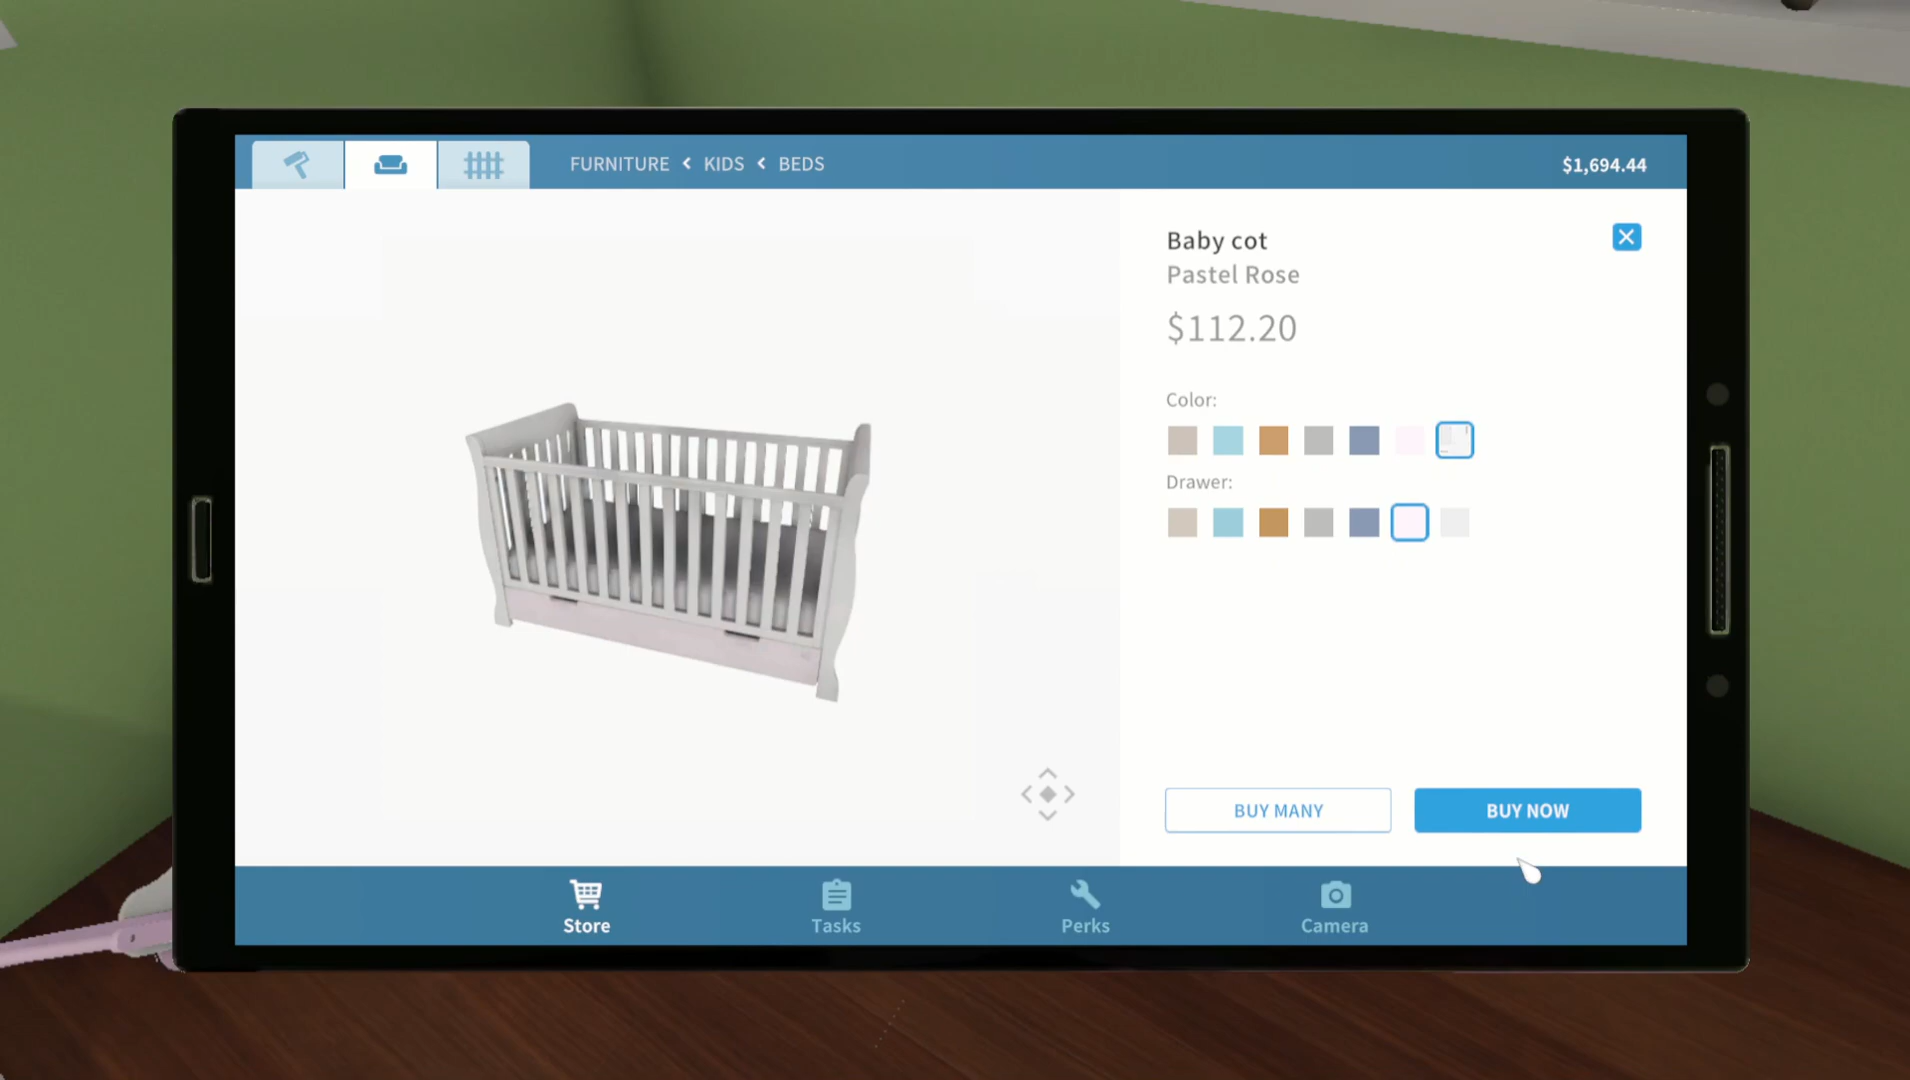 FURNITURE < KIDS < BEDS
$1,694.44
Baby cot
Pastel Rose
$112.20
Color:
Drawer:
BUY MANY
BUY NOW
Store
Tasks
Perks
Camera